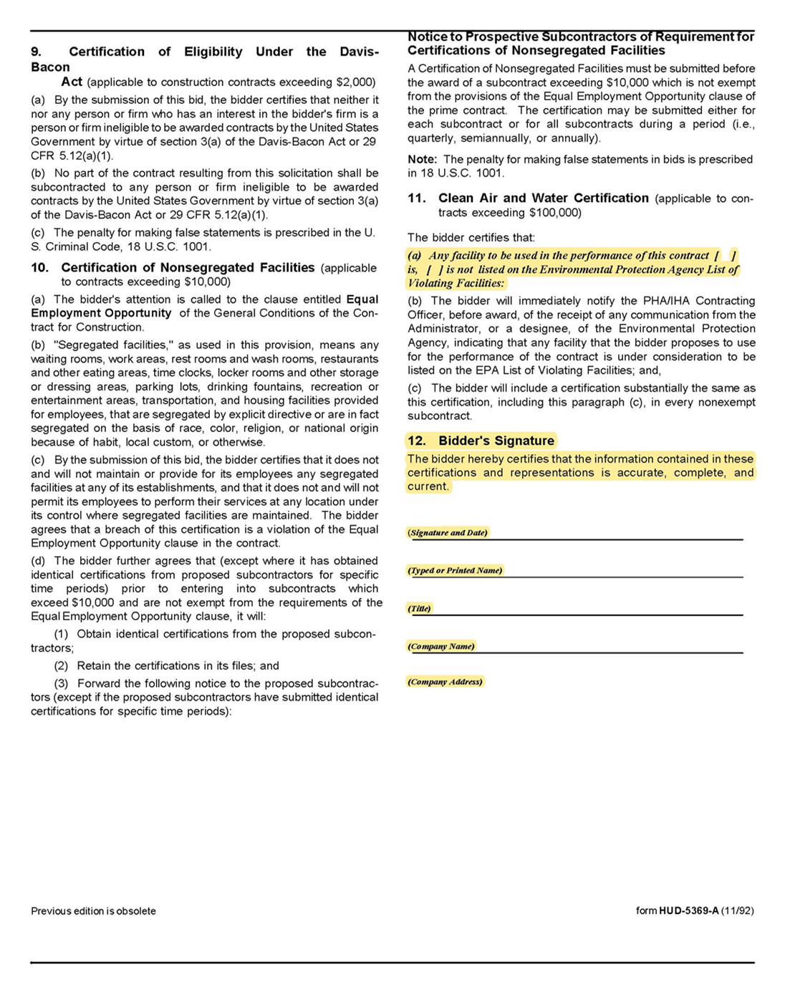 9. Certification of Eligibility Under the Davis-
Bacon
Act (applicable to construction contracts exceeding $2,000)
(a) By the submission of this bid, the bidder certifies that neither it
nor any person or firm who has an interest in the bidder's firm is a
person or firm ineligible to be awarded contracts by the United States
Government by virtue of section 3(a) of the Davis-Bacon Act or 29
CFR 5.12(a)(1).
(b) No part of the contract resulting from this solicitation shall be
subcontracted to any person or firm ineligible to be awarded
contracts by the United States Government by virtue of section 3(a)
of the Davis-Bacon Act or 29 CFR 5.12(a)(1).
(c) The penalty for making false statements is prescribed in the U.
S. Criminal Code, 18 U.S.C. 1001.
10. Certification of Nonsegregated Facilities (applicable
to contracts exceeding $10,000)
(a) The bidder's attention is called to the clause entitled Equal
Employment Opportunity of the General Conditions of the Con-
tract for Construction.
(b) "Segregated facilities," as used in this provision, means any
waiting rooms, work areas, rest rooms and wash rooms, restaurants
and other eating areas, time clocks, locker rooms and other storage
or dressing areas, parking lots, drinking fountains, recreation or
entertainment areas, transportation, and housing facilities provided
for employees, that are segregated by explicit directive or are in fact
segregated on the basis of race, color, religion, or national origin
because of habit, local custom, or otherwise.
(c) By the submission of this bid, the bidder certifies that it does not
and will not maintain or provide for its employees any segregated
facilities at any of its establishments, and that it does not and will not
permit its employees to perform their services at any location under
its control where segregated facilities are maintained. The bidder
agrees that a breach of this certification is a violation of the Equal
Employment Opportunity clause in the contract.
(d) The bidder further agrees that (except where it has obtained
identical certifications from proposed subcontractors for specific
time periods) prior to entering into subcontracts which
exceed $10,000 and are not exempt from the requirements of the
Equal Employment Opportunity clause, it will:
(1) Obtain identical certifications from the proposed subcon-
tractors;
(2) Retain the certifications in its files; and
(3) Forward the following notice to the proposed subcontrac-
tors (except if the proposed subcontractors have submitted identical
certifications for specific time periods):
Notice to Prospective Subcontractors of Requirement for
Certifications of Nonsegregated Facilities
A Certification of Nonsegregated Facilities must be submitted before
the award of a subcontract exceeding $10,000 which is not exempt
from the provisions of the Equal Employment Opportunity clause of
the prime contract. The certification may be submitted either for
each subcontract or for all subcontracts during a period (i.e.,
quarterly, semiannually, or annually).
Note: The penalty for making false statements in bids is prescribed
in 18 U.S.C. 1001.
11. Clean Air and Water Certification (applicable to con-
tracts exceeding $100,000)
The bidder certifies that:
(a) Any facility to be used in the performance of this contract [ ]
is, [ ] is not listed on the Environmental Protection Agency List of
Violating Facilities:
(b) The bidder will immediately notify the PHA/IHA Contracting
Officer, before award, of the receipt of any communication from the
Administrator, or a designee, of the Environmental Protection
Agency, indicating that any facility that the bidder proposes to use
for the performance of the contract is under consideration to be
listed on the EPA List of Violating Facilities; and,
(c) The bidder will include a certification substantially the same as
this certification, including this paragraph (c), in every nonexempt
subcontract.
12. Bidder's Signature
The bidder hereby certifies that the information contained in these
certifications and representations is accurate, complete, and
current.
(Signature and Date)
(Typed or Printed Name)
(Title)
(Company Name)
(Company Address)
Previous edition is obsolete
form HUD-5369-A (11/92)